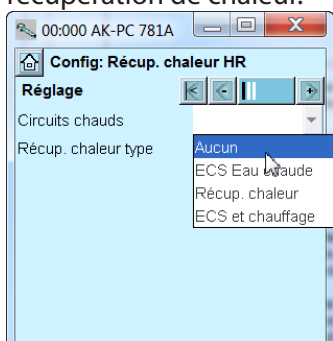 récupération de chaleur.
00:000 AK-PC 781A
Config: Récup. chaleur HR
Réglage
Circuits chauds
Récup. chaleur type
Aucun
ECS Eau chaude
Récup. chaleur
ECS et chauffage